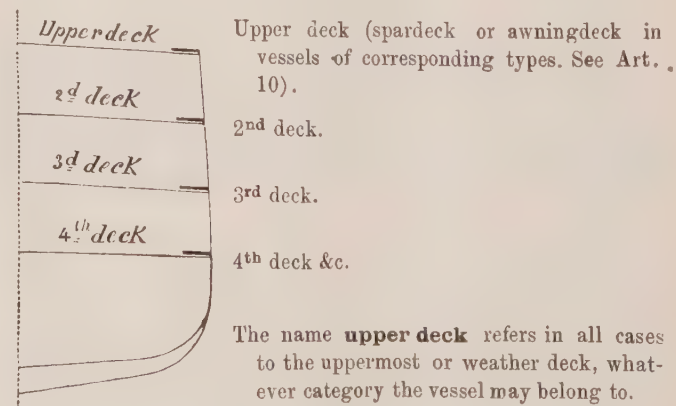 Upper deck
2d deck
3d deck
4th deck
Upper deck (spardeck or awningdeck in
vessels of corresponding types. See Art.
10).
2nd deck.
3rd deck.
4th deck &c.
The name upper deck refers in all cases
to the uppermost or weather deck, what-
ever category the vessel may belong to.